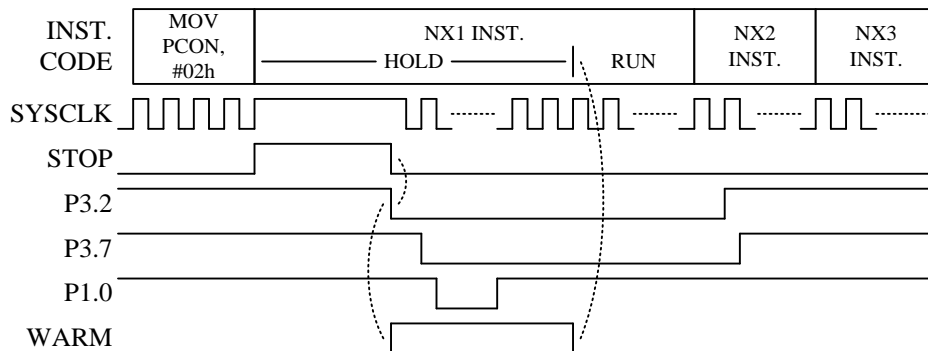 INST. CODE
MOV
PCON,
#02h
NX1 INST.
HOLD
RUN
NX2
INST.
NX3
INST.
SYSCLK
STOP
P3.2
P3.7
P1.0
WARM